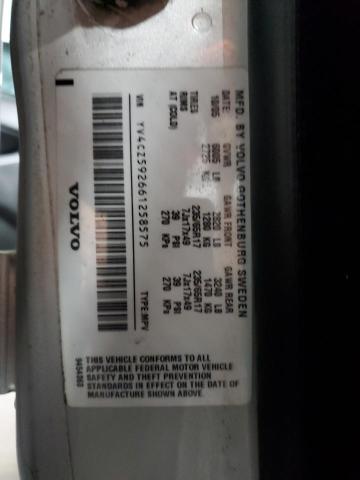 MFD. BY VOLVO GOTHENBURG SWEDEN
DATE GVWR GAWR FRONT GAWR REAR
10/05 6005 LB 2820 LB 3240 LB
KG 1280 KG 1470 KG
TIRES 235/65R17 235/65R17
RIMS 7Jx17x49 7Jx17x49
AT (COLD) 39 PSI 39 PSI
270 KPa 270 KPa
VIN YV4CZ592661258575 TYPE:MPV
VOLVO
THIS VEHICLE CONFORMS TO ALL
APPLICABLE FEDERAL MOTOR VEHICLE
SAFETY AND THEFT PREVENTION
STANDARDS IN EFFECT ON THE DATE OF
MANUFACTURE SHOWN ABOVE.